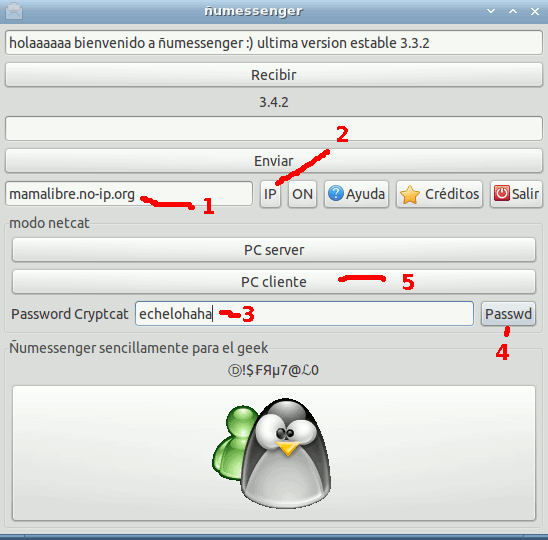 ñumessenger
holaaaaaa bienvenido a ñumessenger :) ultima version estable 3.3.2
Recibir
3.4.2
2
Enviar
mamalibre.no-ip.org 1 IP ON Ayuda Créditos Salir
modo netcat
PC server
PC cliente 5
Password Cryptcat echelohaha 3 Passwd
4
Ñumessenger sencillamente para el geek
Ⓓ!$₣Яµ7@ℒ0